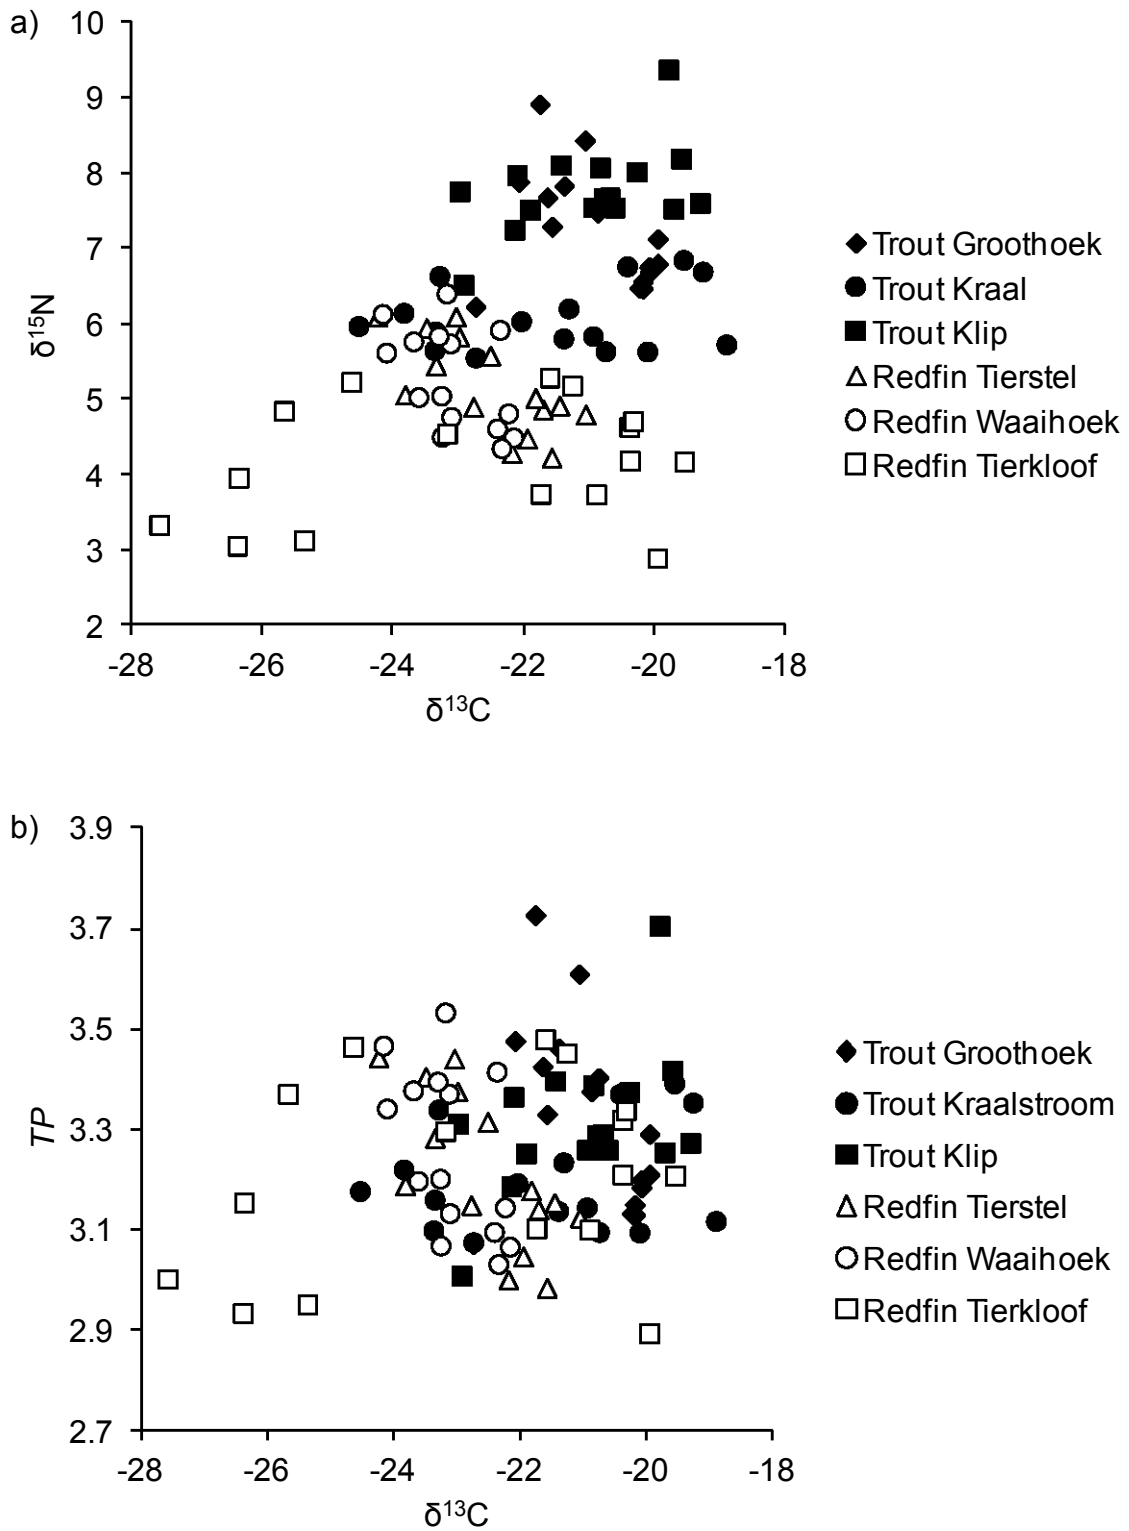 a)
10
9
8
7
6
5
4
3
2
δ¹⁵N
-28 -26 -24 -22 -20 -18
δ¹³C
Trout Groothoek
Trout Kraal
Trout Klip
Redfin Tierstel
Redfin Waaihoek
Redfin Tierkloof
b)
3.9
3.7
3.5
3.3
3.1
2.9
2.7
TP
-28 -26 -24 -22 -20 -18
δ¹³C
Trout Groothoek
Trout Kraalstroom
Trout Klip
Redfin Tierstel
Redfin Waaihoek
Redfin Tierkloof